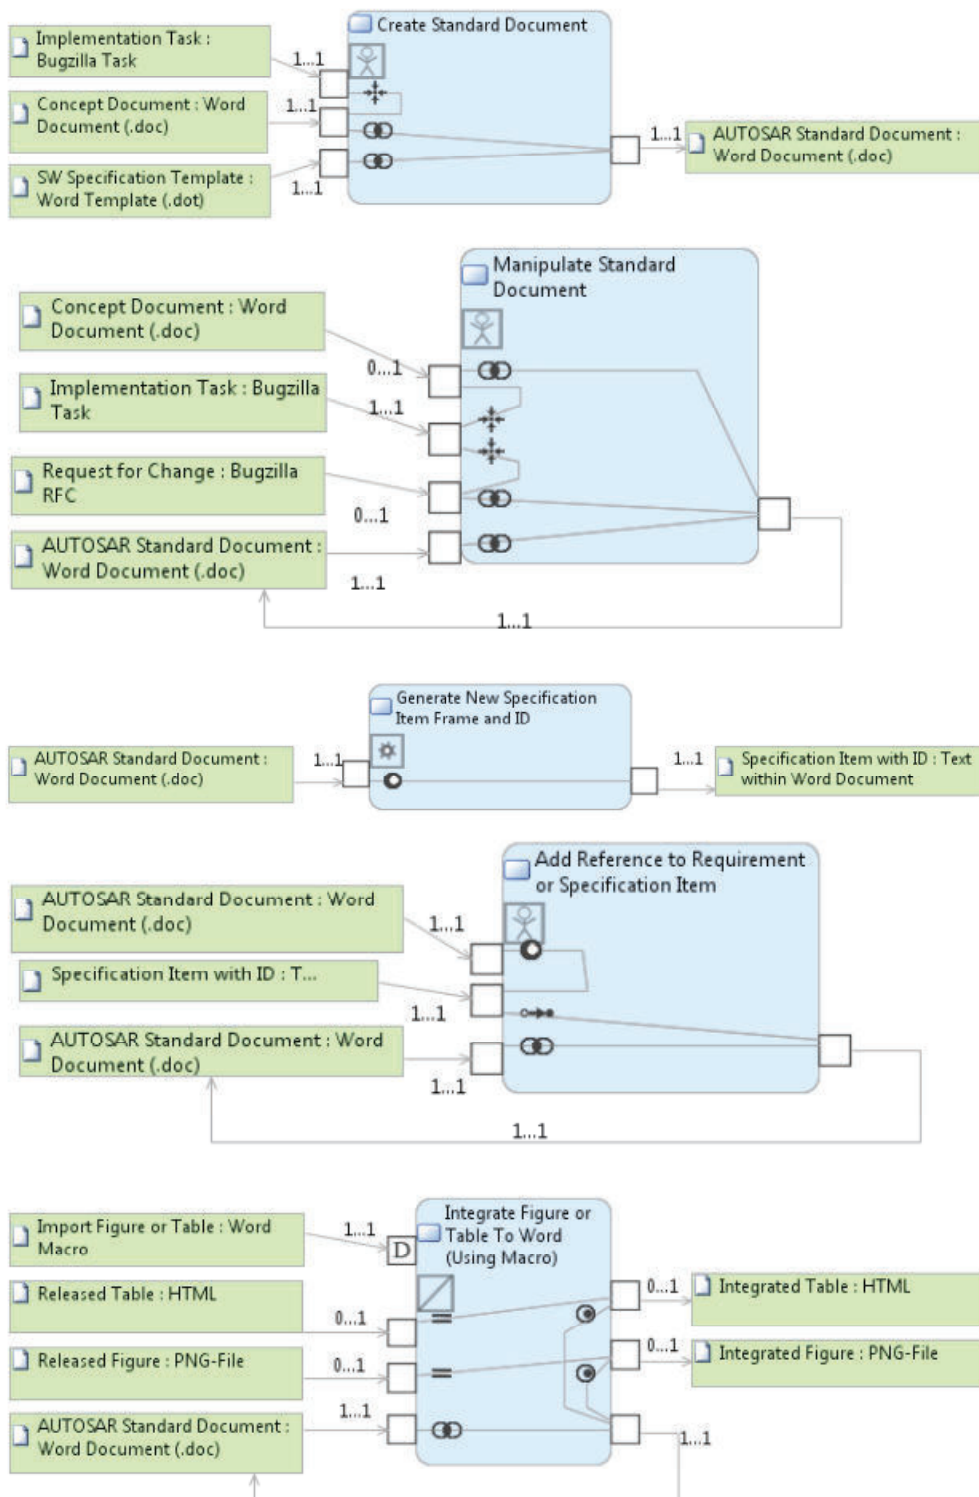 Create Standard Document
Implementation Task :
Bugzilla Task
1...1
Concept Document : Word
Document (.doc)
1...1
SW Specification Template :
Word Template (.dot)
1...1
1...1
AUTOSAR Standard Document :
Word Document (.doc)
Manipulate Standard
Document
Concept Document : Word
Document (.doc)
0...1
Implementation Task : Bugzilla
Task
1...1
Request for Change : Bugzilla
RFC
0...1
AUTOSAR Standard Document :
Word Document (.doc)
1...1
1...1
Generate New Specification
Item Frame and ID
AUTOSAR Standard Document :
Word Document (.doc)
1...1
1...1
Specification Item with ID : Text
within Word Document
Add Reference to Requirement
or Specification Item
AUTOSAR Standard Document : Word
Document (.doc)
1...1
Specification Item with ID : T...
1...1
AUTOSAR Standard Document : Word
Document (.doc)
1...1
1...1
Integrate Figure or
Table To Word
(Using Macro)
Import Figure or Table : Word
Macro
1...1
D
Released Table : HTML
0...1
Released Figure : PNG-File
0...1
AUTOSAR Standard Document :
Word Document (.doc)
1...1
0...1
Integrated Table : HTML
0...1
Integrated Figure : PNG-File
1...1